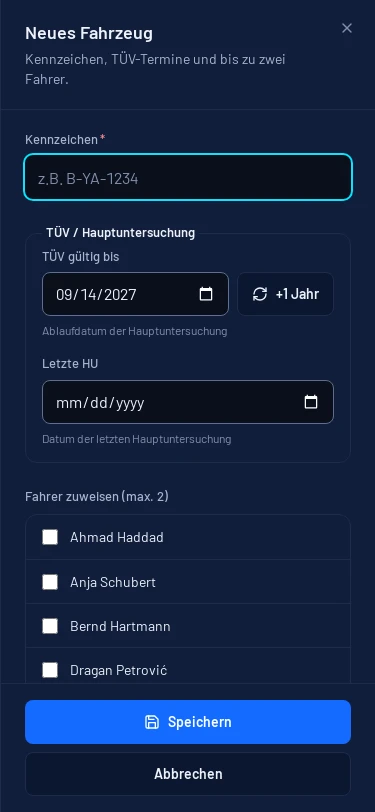 Neues Fahrzeug
Kennzeichen, TÜV-Termine und bis zu zwei
Fahrer.
Kennzeichen *
z.B. B-YA-1234
TÜV / Hauptuntersuchung
TÜV gültig bis
09/14/2027
+1 Jahr
Ablaufdatum der Hauptuntersuchung
Letzte HU
mm/dd/yyyy
Datum der letzten Hauptuntersuchung
Fahrer zuweisen (max. 2)
Ahmad Haddad
Anja Schubert
Bernd Hartmann
Dragan Petrović
Speichern
Abbrechen